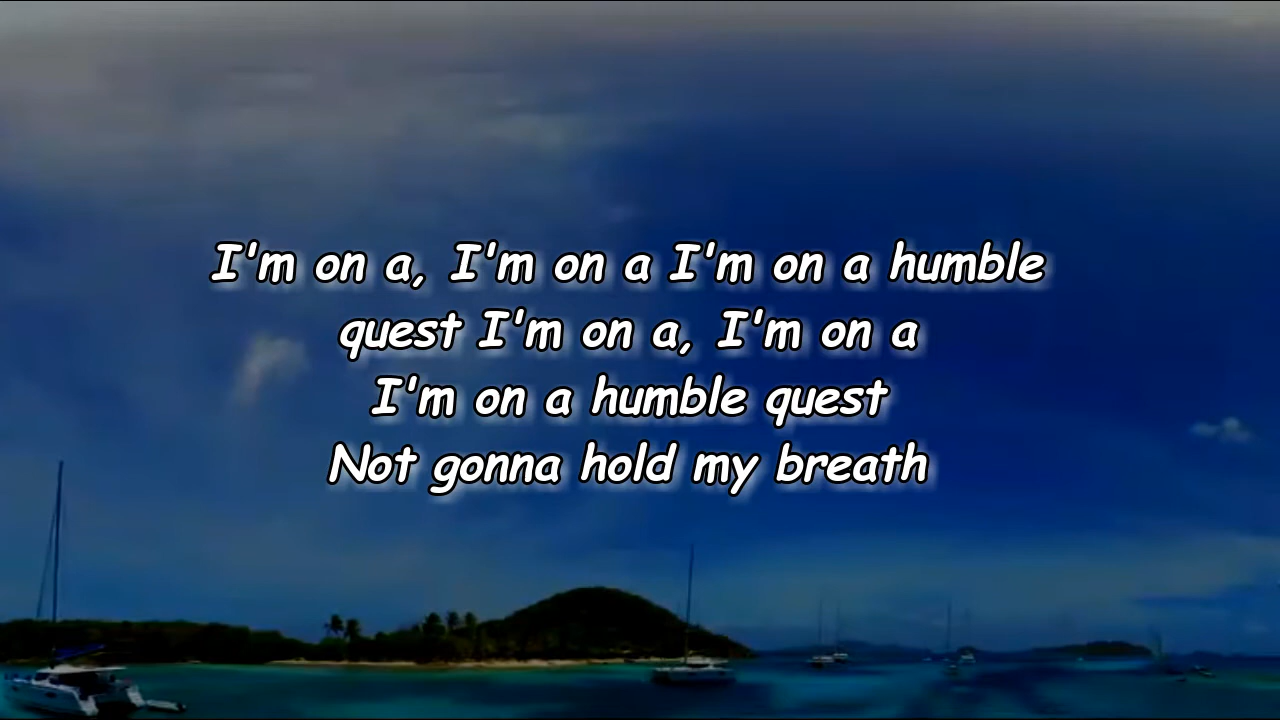 I'm on a, I'm on a I'm on a humble
quest I'm on a, I'm on a
I'm on a humble quest
Not gonna hold my breath